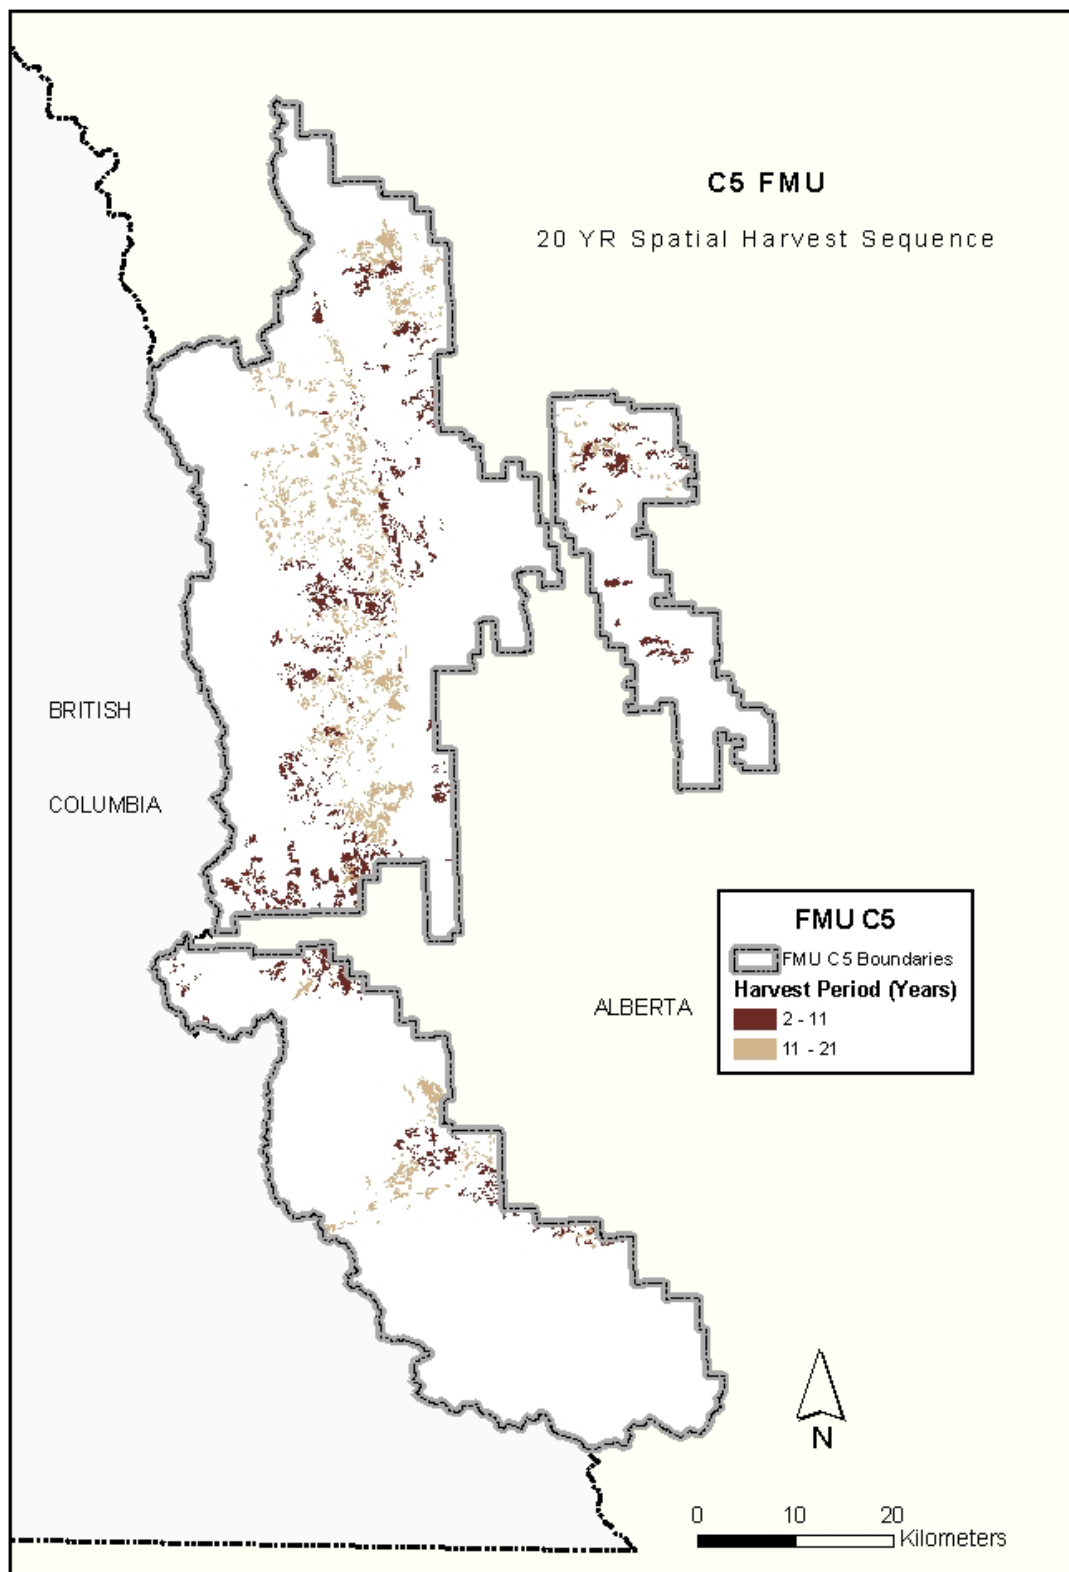 C5 FMU
20 YR Spatial Harvest Sequence
BRITISH
COLUMBIA
ALBERTA
FMU C5
FMU C5 Boundaries
Harvest Period (Years)
2 - 11
11 - 21
N
0 10 20
Kilometers